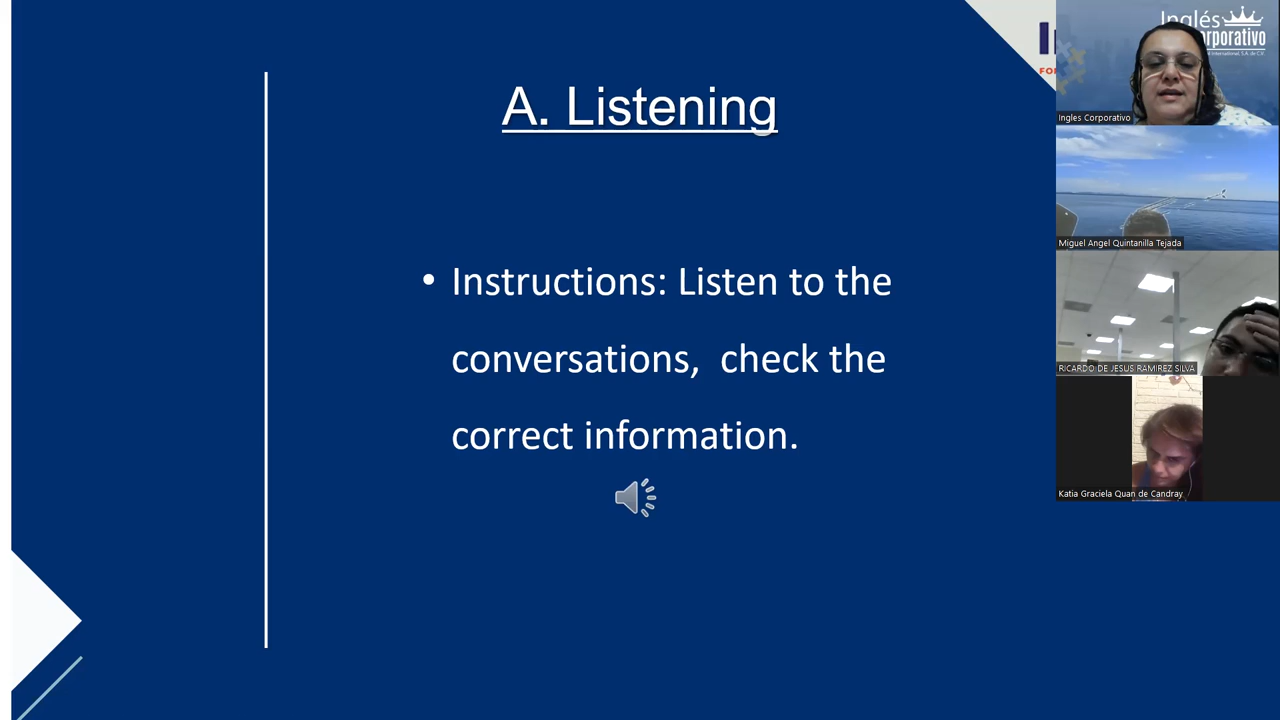 A. Listening
• Instructions: Listen to the
conversations, check the
correct information.
Inglés
Ingles Corporativo
Miguel Angel Quintanilla Tejada
RICARDO DE JESUS RAMIREZ SILVA
Katia Graciela Quan de Candray